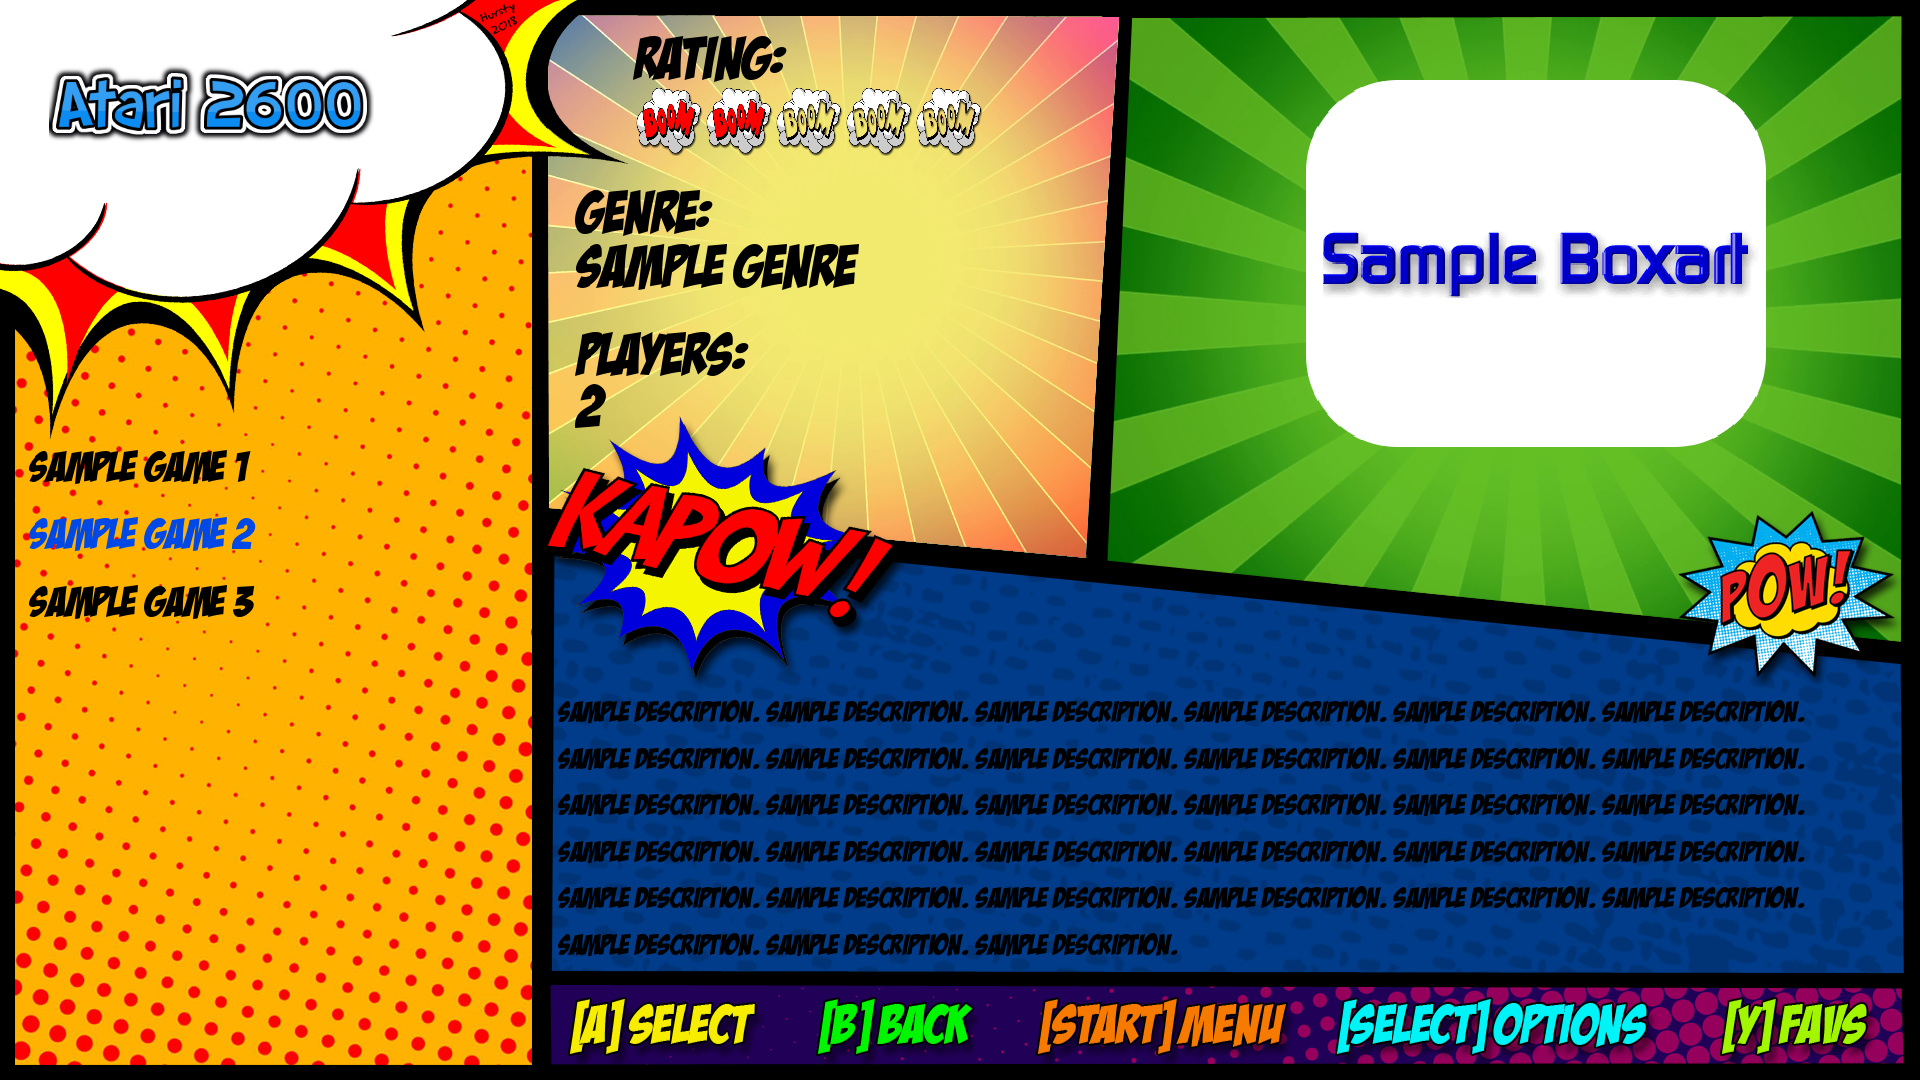 Hursty
2018
Atari 2600
SAMPLE GAME 1
SAMPLE GAME 2
SAMPLE GAME 3
RATING:
BOOM BOOM BOOM BOOM BOOM
GENRE:
SAMPLE GENRE
PLAYERS:
2
KAPOW!
Sample Boxart
POW!
SAMPLE DESCRIPTION. SAMPLE DESCRIPTION. SAMPLE DESCRIPTION. SAMPLE DESCRIPTION. SAMPLE DESCRIPTION. SAMPLE DESCRIPTION.
SAMPLE DESCRIPTION. SAMPLE DESCRIPTION. SAMPLE DESCRIPTION. SAMPLE DESCRIPTION. SAMPLE DESCRIPTION. SAMPLE DESCRIPTION.
SAMPLE DESCRIPTION. SAMPLE DESCRIPTION. SAMPLE DESCRIPTION. SAMPLE DESCRIPTION. SAMPLE DESCRIPTION. SAMPLE DESCRIPTION.
SAMPLE DESCRIPTION. SAMPLE DESCRIPTION. SAMPLE DESCRIPTION. SAMPLE DESCRIPTION. SAMPLE DESCRIPTION. SAMPLE DESCRIPTION.
SAMPLE DESCRIPTION. SAMPLE DESCRIPTION. SAMPLE DESCRIPTION. SAMPLE DESCRIPTION. SAMPLE DESCRIPTION. SAMPLE DESCRIPTION.
SAMPLE DESCRIPTION. SAMPLE DESCRIPTION. SAMPLE DESCRIPTION.
[A] SELECT [B] BACK [START] MENU [SELECT] OPTIONS [Y] FAVS